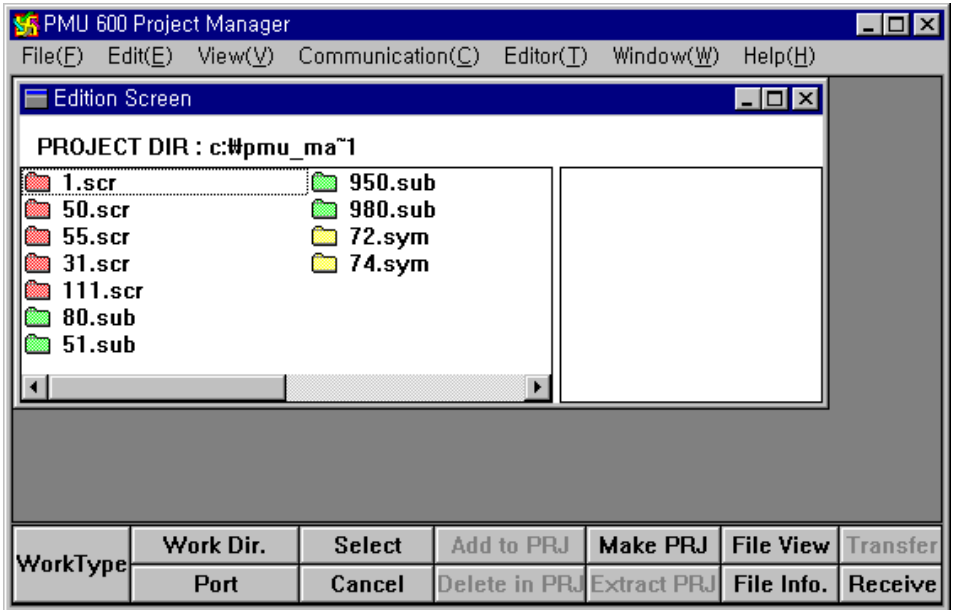 PMU 600 Project Manager
File(F) Edit(E) View(V) Communication(C) Editor(T) Window(W) Help(H)
Edition Screen
PROJECT DIR : c:₩pmu_ma~1
1.scr
50.scr
55.scr
31.scr
111.scr
80.sub
51.sub
950.sub
980.sub
72.sym
74.sym
WorkType
Work Dir. Select Add to PRJ Make PRJ File View Transfer
Port Cancel Delete in PRJ Extract PRJ File Info. Receive